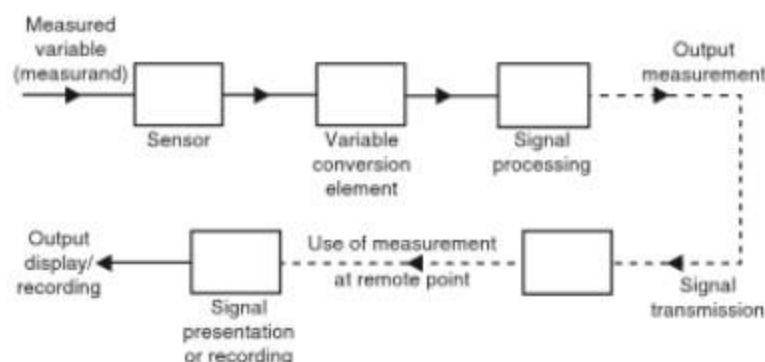 Measured
variable
(measurand)
Sensor
Variable
conversion
element
Signal
processing
Output
measurement
Output
display/
recording
Signal
presentation
or recording
Use of measurement
at remote point
Signal
transmission